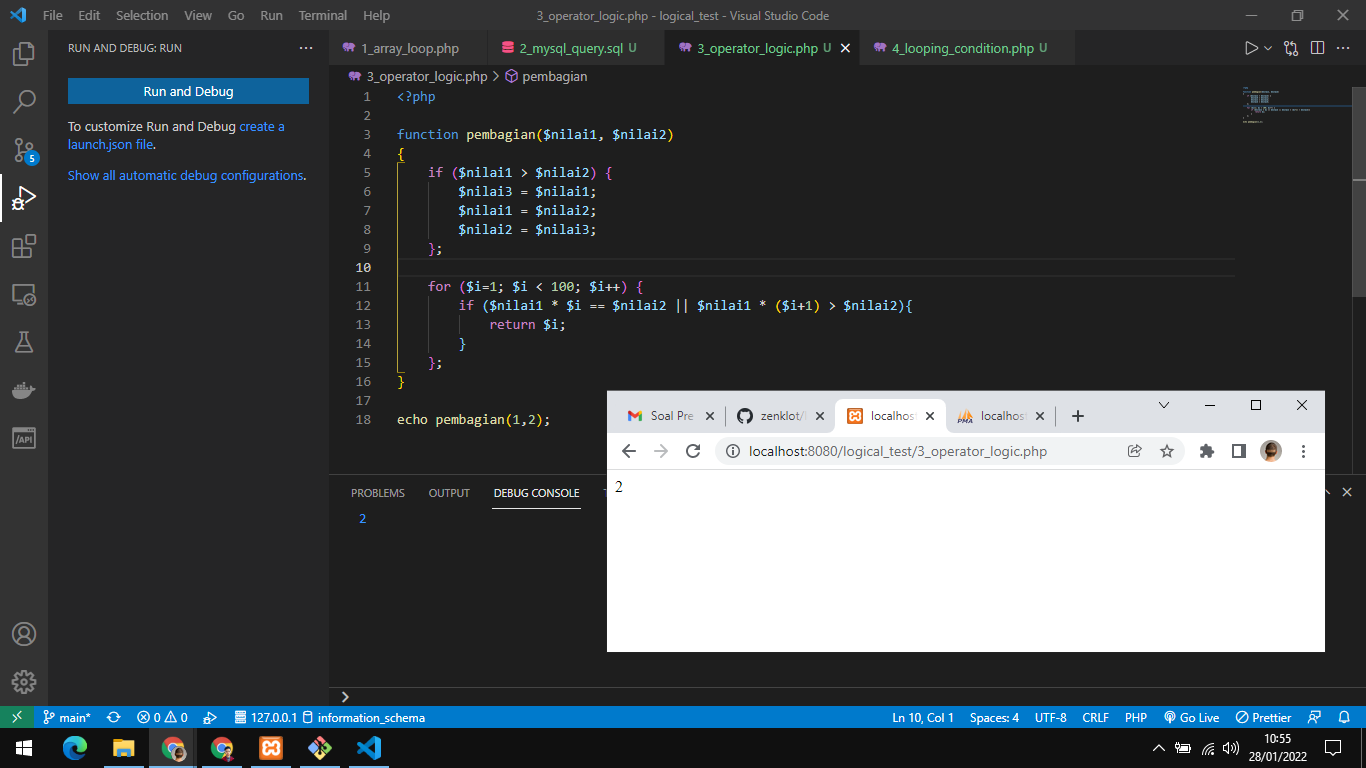 File Edit Selection View Go Run Terminal Help 3_operator_logic.php - logical_test - Visual Studio Code
RUN AND DEBUG: RUN ···
1_array_loop.php 2_mysql_query.sql U 3_operator_logic.php U 4_looping_condition.php U
3_operator_logic.php > pembagian
Run and Debug
To customize Run and Debug create a
launch.json file.
Show all automatic debug configurations.
1 <?php
2
3 function pembagian($nilai1, $nilai2)
4 {
5 if ($nilai1 > $nilai2) {
6 $nilai3 = $nilai1;
7 $nilai1 = $nilai2;
8 $nilai2 = $nilai3;
9 };
10
11 for ($i=1; $i < 100; $i++) {
12 if ($nilai1 * $i == $nilai2 || $nilai1 * ($i+1) > $nilai2){
13 return $i;
14 }
15 };
16 }
17
18 echo pembagian(1,2);
5
Soal Pre zenklot/ localhos localhos
PMA
localhost:8080/logical_test/3_operator_logic.php
2
PROBLEMS OUTPUT DEBUG CONSOLE
2
/API
main* 0 0 127.0.0.1 information_schema Ln 10, Col 1 Spaces: 4 UTF-8 CRLF PHP Go Live Prettier
10:55
28/01/2022